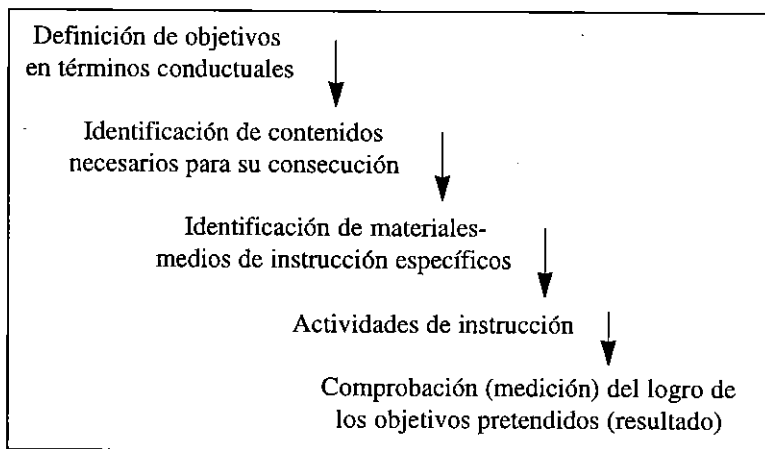 Definición de objetivos
en términos conductuales
Identificación de contenidos
necesarios para su consecución
Identificación de materiales-
medios de instrucción específicos
Actividades de instrucción
Comprobación (medición) del logro de
los objetivos pretendidos (resultado)